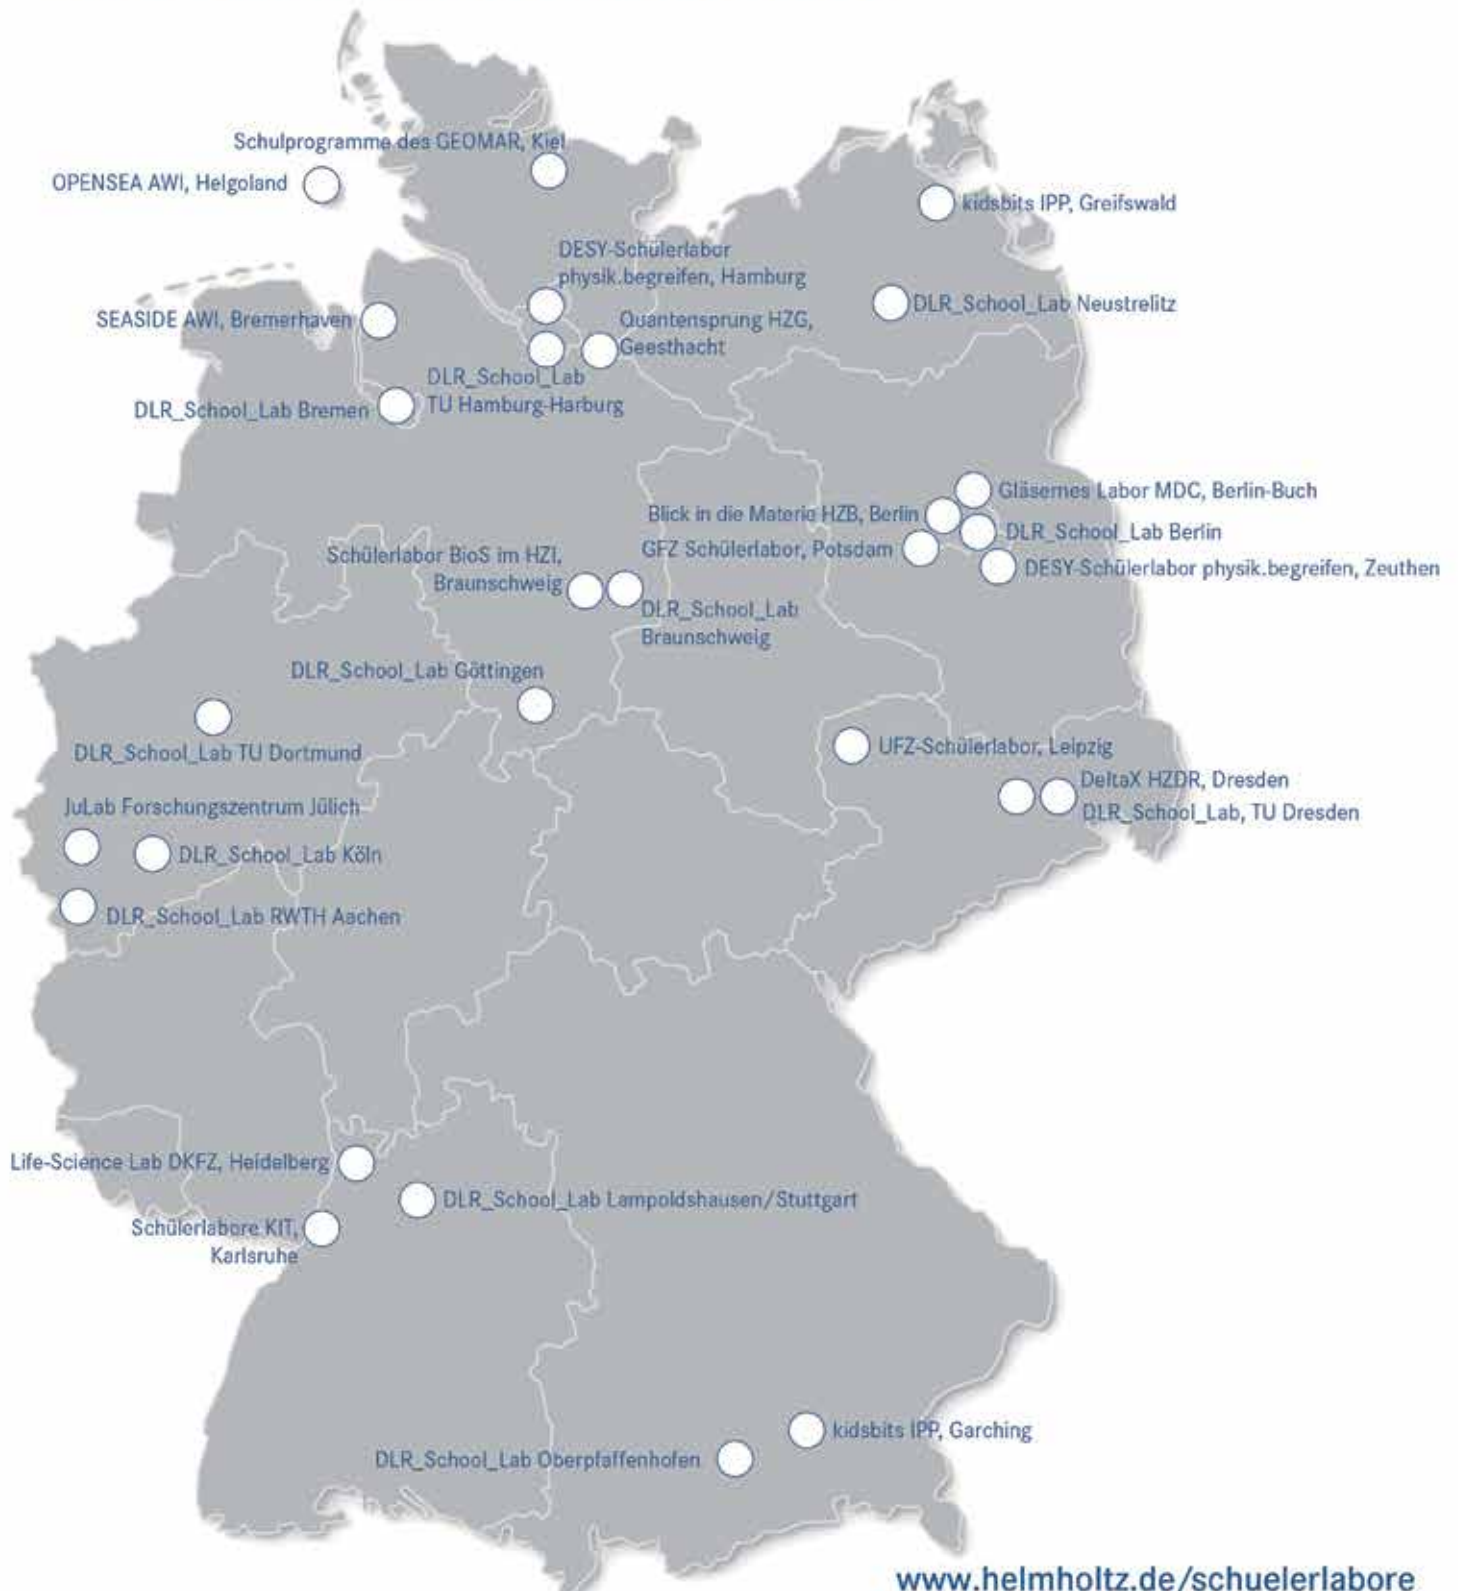 Schulprogramme des GEOMAR, Kiel
OPENSEA AWI, Helgoland
kidsbits IPP, Greifswald
DESY-Schülerlabor
physik.begreifen, Hamburg
DLR_School_Lab Neustrelitz
SEASIDE AWI, Bremerhaven
Quantensprung HZG,
Geesthacht
DLR_School_Lab
TU Hamburg-Harburg
DLR_School_Lab Bremen
Gläsernes Labor MDC, Berlin-Buch
Blick in die Materie HZB, Berlin
DLR_School_Lab Berlin
GFZ Schülerlabor, Potsdam
DESY-Schülerlabor physik.begreifen, Zeuthen
Schülerlabor BioS im HZI,
Braunschweig
DLR_School_Lab
Braunschweig
DLR_School_Lab Göttingen
DLR_School_Lab TU Dortmund
UFZ-Schülerlabor, Leipzig
DeltaX HZDR, Dresden
DLR_School_Lab, TU Dresden
JuLab Forschungszentrum Jülich
DLR_School_Lab Köln
DLR_School_Lab RWTH Aachen
Life-Science Lab DKFZ, Heidelberg
DLR_School_Lab Lampoldshausen/Stuttgart
Schülerlabore KIT,
Karlsruhe
kidsbits IPP, Garching
DLR_School_Lab Oberpfaffenhofen
www.helmholtz.de/schuelerlabore